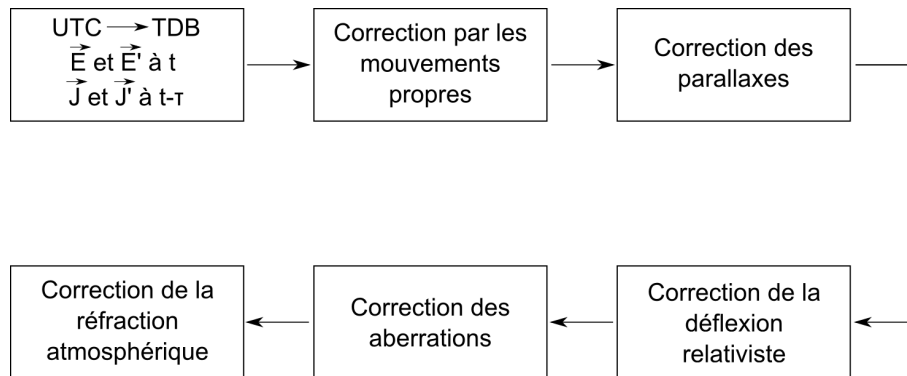 UTC → TDB
E⃗ et E⃗' à t
J⃗ et J⃗' à t-τ
Correction par les
mouvements
propres
Correction des
parallaxes
Correction de la
déflexion
relativiste
Correction des
aberrations
Correction de la
réfraction
atmosphérique